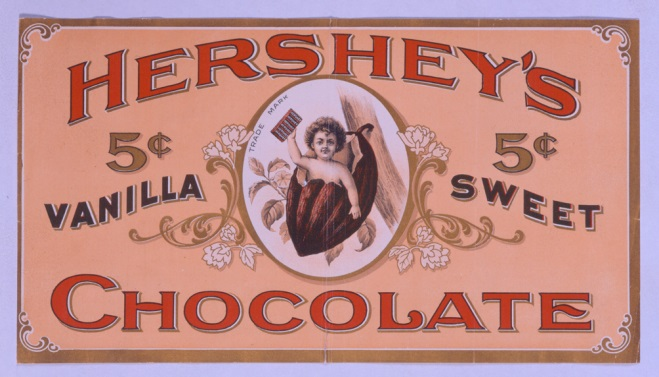 HERSHEY'S
5¢ 5¢
TRADE MARK
VANILLA SWEET
CHOCOLATE